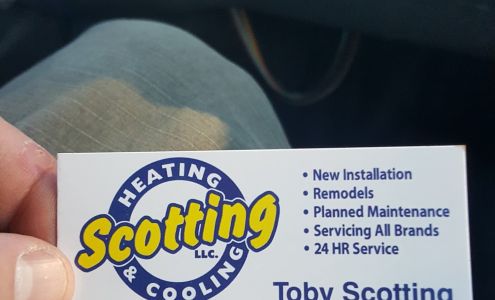 HEATING
Scotting
LLC.
& COOLING
• New Installation
• Remodels
• Planned Maintenance
• Servicing All Brands
• 24 HR Service
Toby Scotting